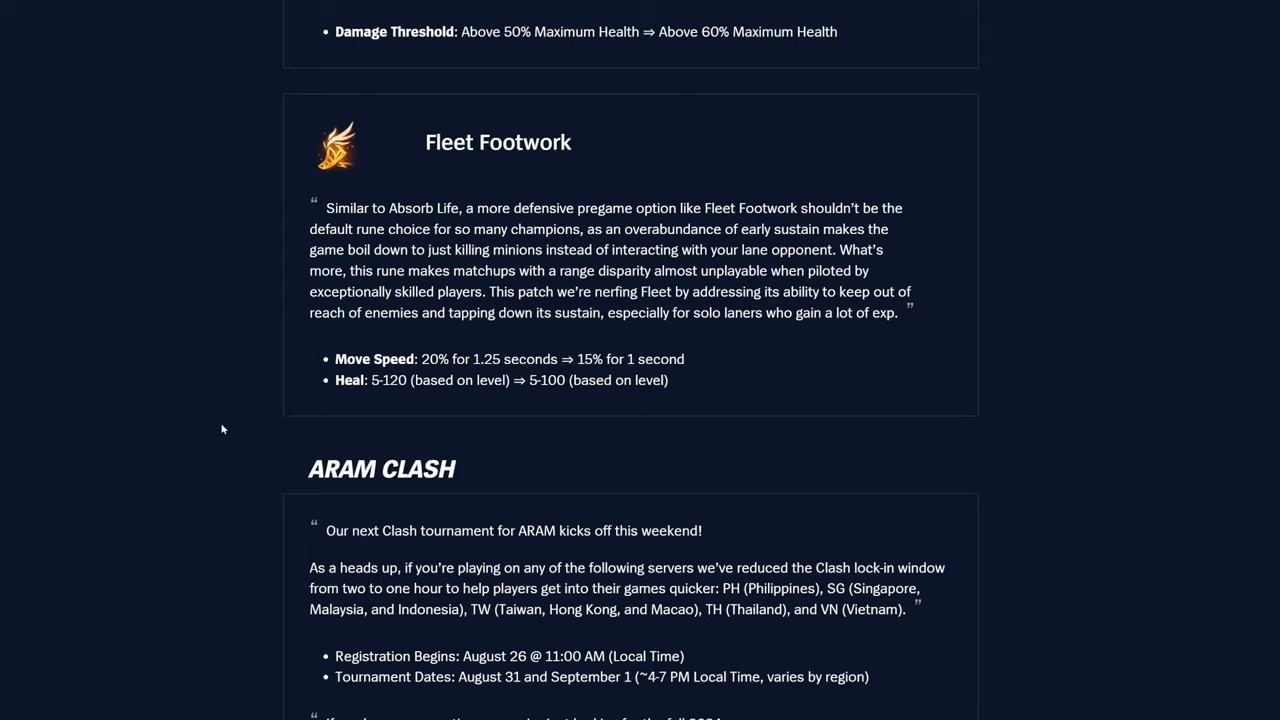 • Damage Threshold: Above 50% Maximum Health ⇒ Above 60% Maximum Health
Fleet Footwork
“ Similar to Absorb Life, a more defensive pregame option like Fleet Footwork shouldn’t be the
default rune choice for so many champions, as an overabundance of early sustain makes the
game boil down to just killing minions instead of interacting with your lane opponent. What’s
more, this rune makes matchups with a range disparity almost unplayable when piloted by
exceptionally skilled players. This patch we’re nerfing Fleet by addressing its ability to keep out of
reach of enemies and tapping down its sustain, especially for solo laners who gain a lot of exp. ”
• Move Speed: 20% for 1.25 seconds ⇒ 15% for 1 second
• Heal: 5-120 (based on level) ⇒ 5-100 (based on level)
ARAM CLASH
“ Our next Clash tournament for ARAM kicks off this weekend!
As a heads up, if you’re playing on any of the following servers we’ve reduced the Clash lock-in window
from two to one hour to help players get into their games quicker: PH (Philippines), SG (Singapore,
Malaysia, and Indonesia), TW (Taiwan, Hong Kong, and Macao), TH (Thailand), and VN (Vietnam). ”
• Registration Begins: August 26 @ 11:00 AM (Local Time)
• Tournament Dates: August 31 and September 1 (~4-7 PM Local Time, varies by region)